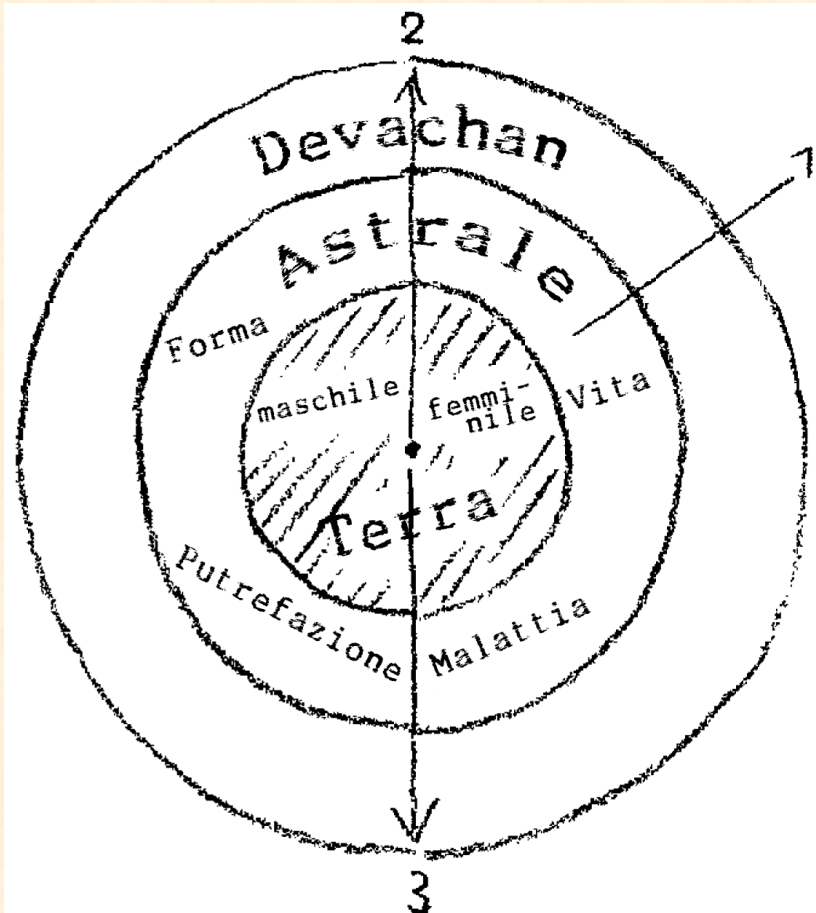 2
Devachan
1
Astrale
Forma
maschile
femmi-
nile
Vita
Terra
Putrefazione
Malattia
3